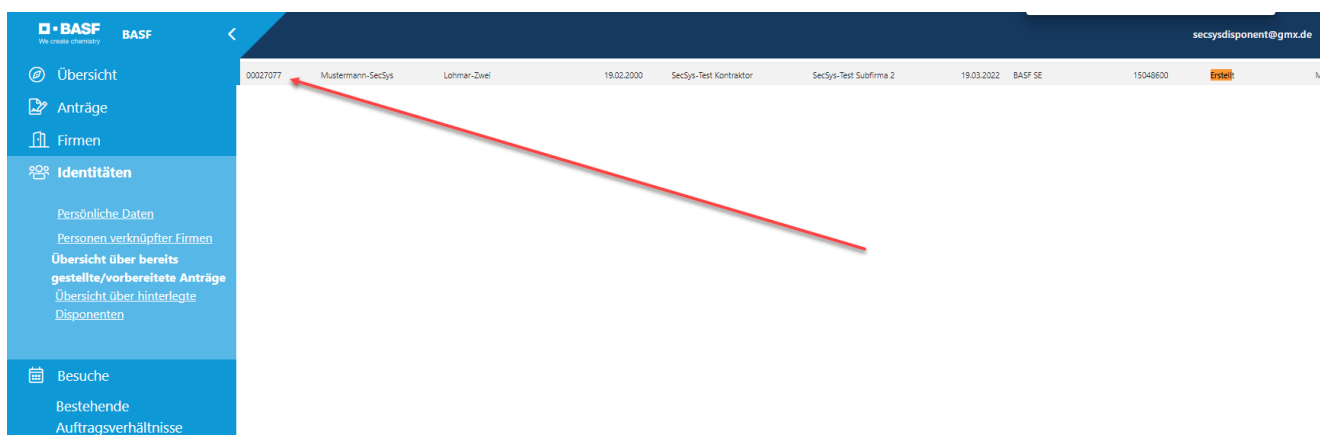 BASF
We create chemistry
BASF
secsysdisponent@gmx.de
Übersicht
00027077 Mustermann-SecSys Lohmar-Zwei 19.02.2000 SecSys-Test Kontraktor SecSys-Test Subfirma 2 19.03.2022 BASF SE 15048600 Erstellt
Anträge
Firmen
Identitäten
Persönliche Daten
Personen verknüpfter Firmen
Übersicht über bereits
gestellte/vorbereitete Anträge
Übersicht über hinterlegte
Disponenten
Besuche
Bestehende
Auftragsverhältnisse